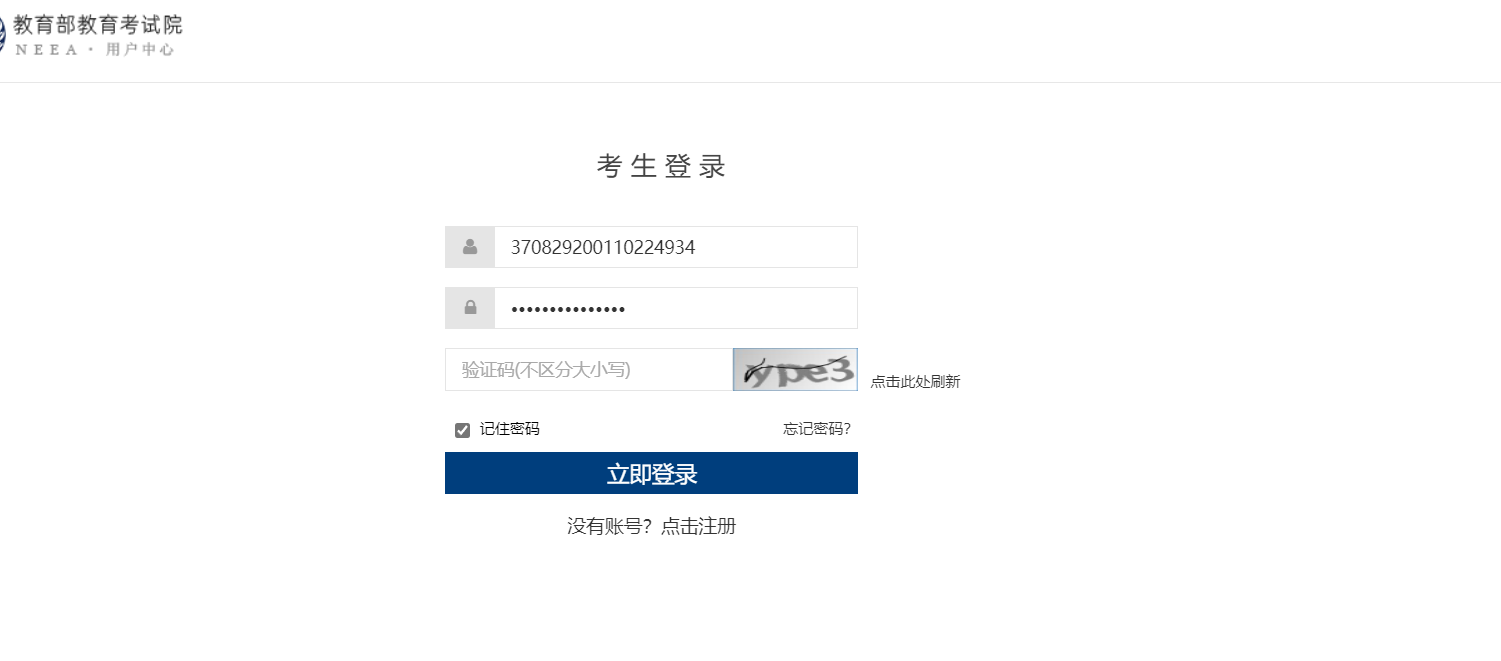 教育部教育考试院
NEEA · 用户中心
考生登录
370829200110224934
•••••••••••••••
验证码(不区分大小写)
点击此处刷新
记住密码 忘记密码?
立即登录
没有账号？点击注册